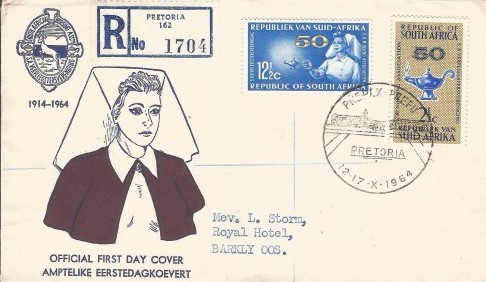 1914-1964
R No 1704
PRETORIA
162
REPUBLIEK VAN SUID-AFRIKA
50
12½c
REPUBLIC OF SOUTH AFRICA
REPUBLIC OF
SOUTH AFRICA
50
2½c
REPUBLIEK VAN
SUID-AFRIKA
PRETORIA
12-17-X-1964
Mev. L. Storm,
Royal Hotel,
BARKLY OOS.
OFFICIAL FIRST DAY COVER
AMPTELIKE EERSTEDAGKOEVERT